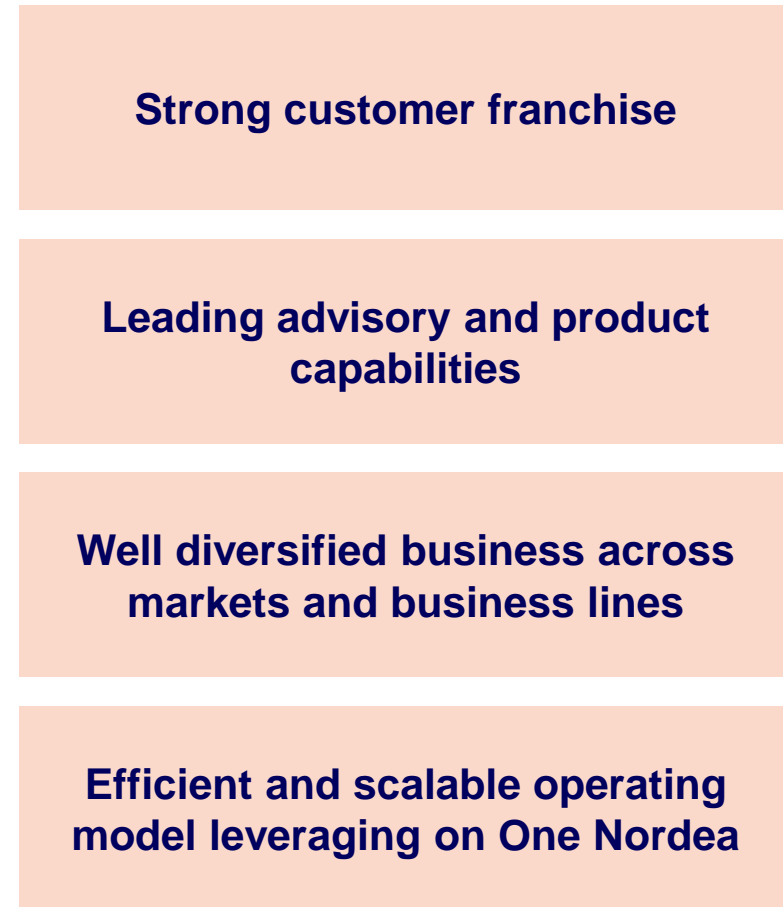 Strong customer franchise
Leading advisory and product
capabilities
Well diversified business across
markets and business lines
Efficient and scalable operating
model leveraging on One Nordea